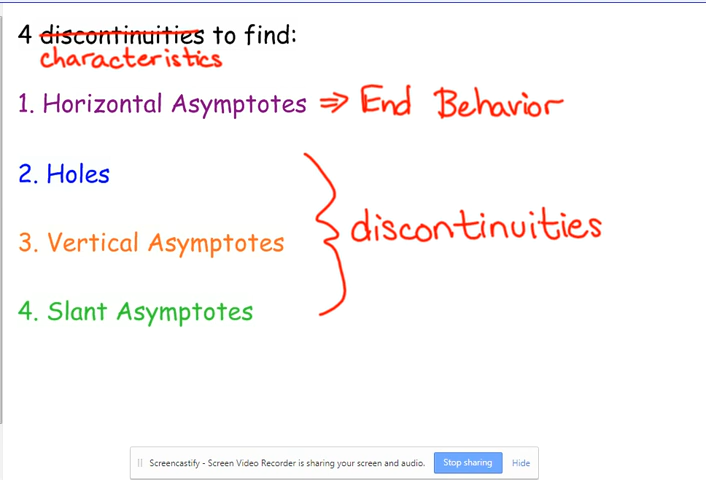 4 discontinuities to find:
characteristics
1. Horizontal Asymptotes ⇒ End Behavior
2. Holes
discontinuities
3. Vertical Asymptotes
4. Slant Asymptotes
Screencastify - Screen Video Recorder is sharing your screen and audio. Stop sharing Hide